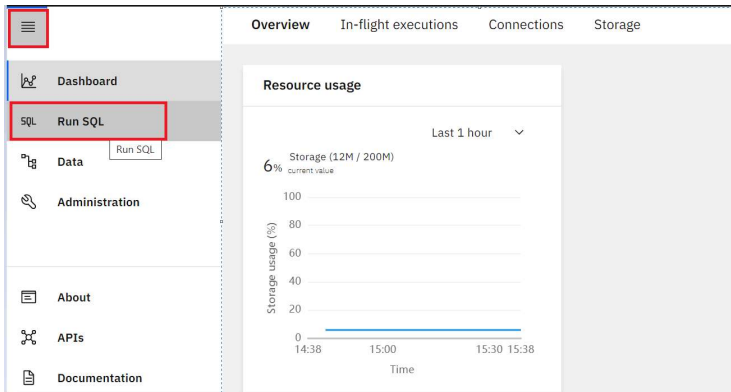 Overview In-flight executions Connections Storage
Dashboard
SQL Run SQL
Run SQL
Data
Administration
About
APIs
Documentation
Resource usage
Last 1 hour
6% Storage (12M / 200M)
current value
Storage usage (%)
100
80
60
40
20
0
14:38 15:00 15:30 15:38
Time